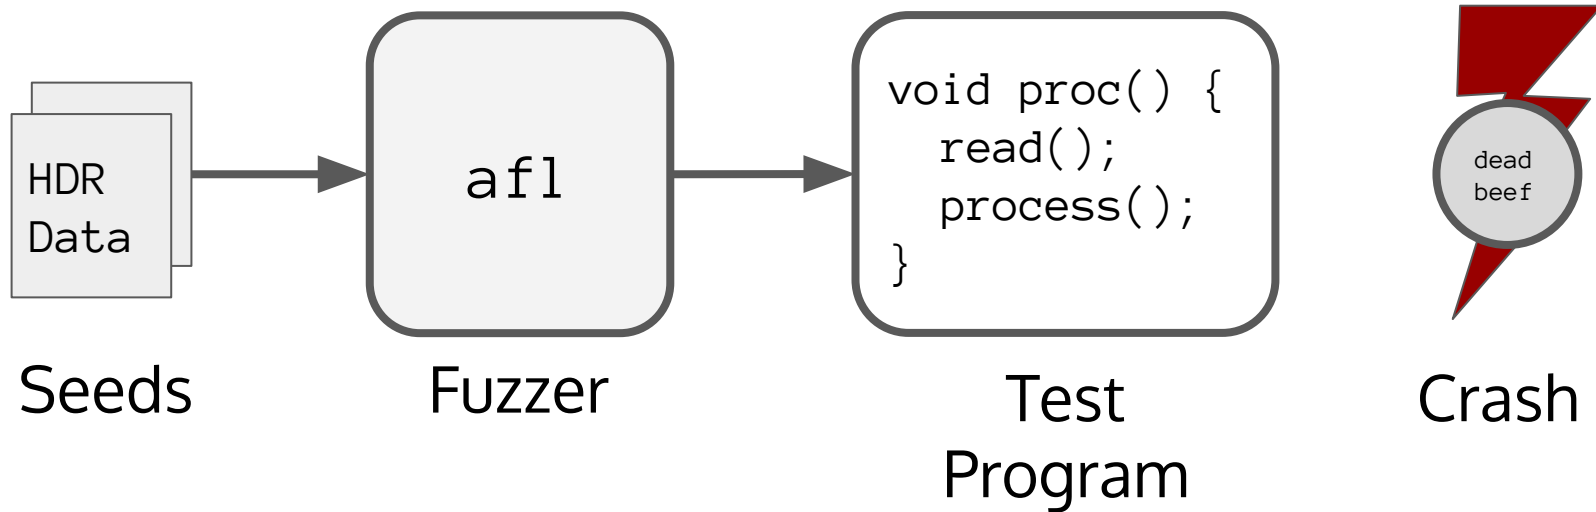 HDR
Data
afl
void proc() {
  read();
  process();
}
dead
beef
Seeds
Fuzzer
Test
Program
Crash